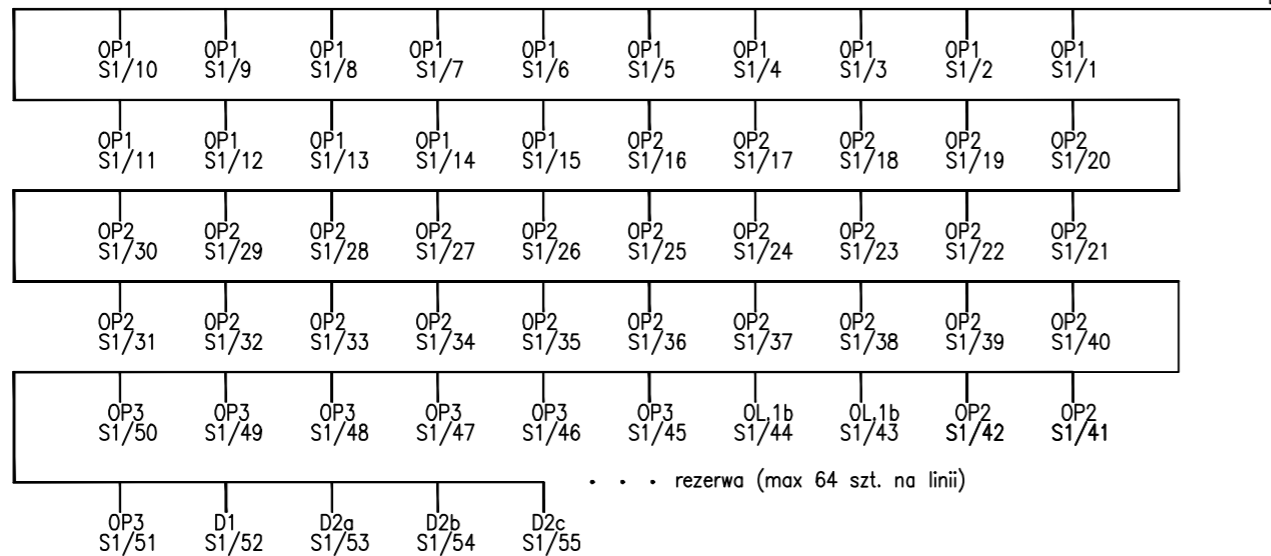 OP1 OP1 OP1 OP1 OP1 OP1 OP1 OP1 OP1 OP1
S1/10 S1/9 S1/8 S1/7 S1/6 S1/5 S1/4 S1/3 S1/2 S1/1
OP1 OP1 OP1 OP1 OP1 OP2 OP2 OP2 OP2 OP2
S1/11 S1/12 S1/13 S1/14 S1/15 S1/16 S1/17 S1/18 S1/19 S1/20
OP2 OP2 OP2 OP2 OP2 OP2 OP2 OP2 OP2 OP2
S1/30 S1/29 S1/28 S1/27 S1/26 S1/25 S1/24 S1/23 S1/22 S1/21
OP2 OP2 OP2 OP2 OP2 OP2 OP2 OP2 OP2 OP2
S1/31 S1/32 S1/33 S1/34 S1/35 S1/36 S1/37 S1/38 S1/39 S1/40
OP3 OP3 OP3 OP3 OP3 OP3 OL,1b OL,1b OP2 OP2
S1/50 S1/49 S1/48 S1/47 S1/46 S1/45 S1/44 S1/43 S1/42 S1/41
. . . rezerwa (max 64 szt. na linii)
OP3 D1 D2a D2b D2c
S1/51 S1/52 S1/53 S1/54 S1/55